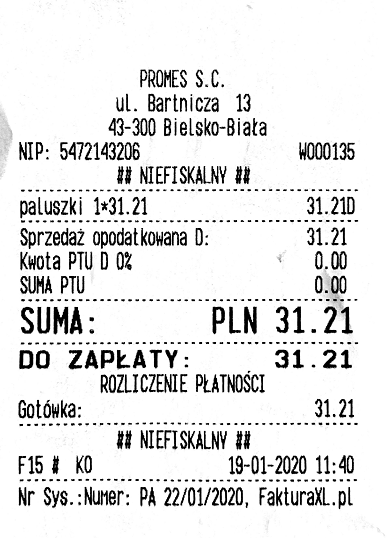 PROMES S.C.
ul. Bartnicza 13
43-300 Bielsko-Biała
NIP: 5472143206 W000135
## NIEFISKALNY ##
paluszki 1*31.21 31.21D
Sprzedaż opodatkowana D: 31.21
Kwota PTU D 0% 0.00
SUMA PTU 0.00
SUMA: PLN 31.21
DO ZAPŁATY: 31.21
ROZLICZENIE PŁATNOŚCI
Gotówka: 31.21
## NIEFISKALNY ##
F15 # KO 19-01-2020 11:40
Nr Sys.:Numer: PA 22/01/2020, FakturaXL.pl